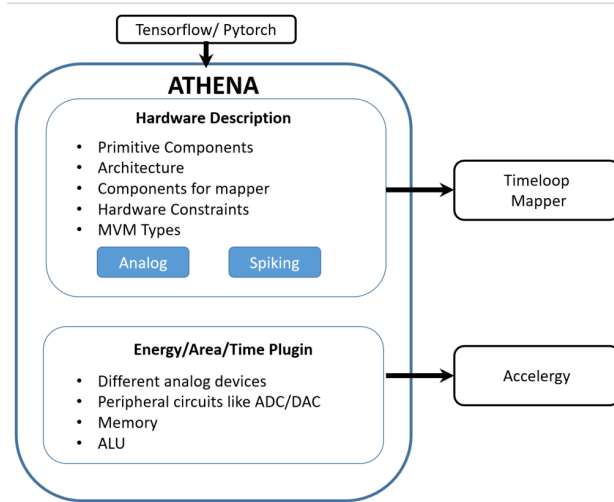 Tensorflow/ Pytorch
ATHENA
Hardware Description
• Primitive Components
• Architecture
• Components for mapper
• Hardware Constraints
• MVM Types
Analog
Spiking
Timeloop
Mapper
Energy/Area/Time Plugin
• Different analog devices
• Peripheral circuits like ADC/DAC
• Memory
• ALU
Accelergy